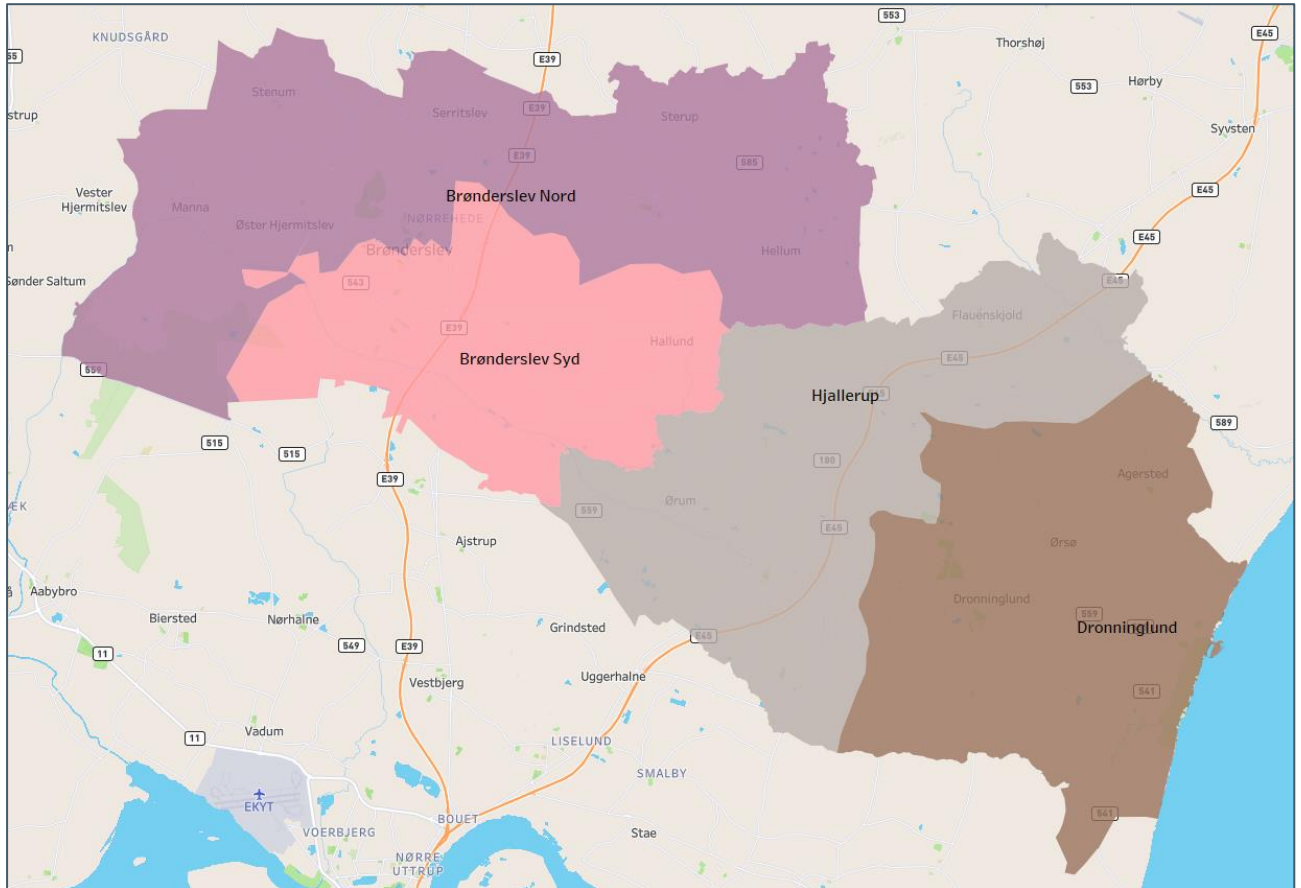 553
KNUDSGÅRD
E39
55
Thorshøj
E45
553
Hørby
Stenum
E39
Serritslev
Sterup
strup
Syvsten
E39
585
E45
Vester
Hjermitslev
Manna
Brønderslev Nord
NØRREHEDE
Øster Hjermitslev
Brønderslev
Hellum
E45
E45
Sønder Saltum
543
Flauenskjold
E39
Hallund
Brønderslev Syd
E45
559
Hjallerup
589
515
515
180
E39
Agersted
ÆK
Ørum
559
E45
Ajstrup
Ørsø
Aabybro
Biersted
Nørhalne
Grindsted
Dronninglund
559
Dronninglund
E45
549
E39
Uggerhalne
11
Vestbjerg
541
Vadum
11
LISELUND
SMALBY
EKYT
541
BOUET
VOERBJERG
Stae
NØRRE
UTTRUP